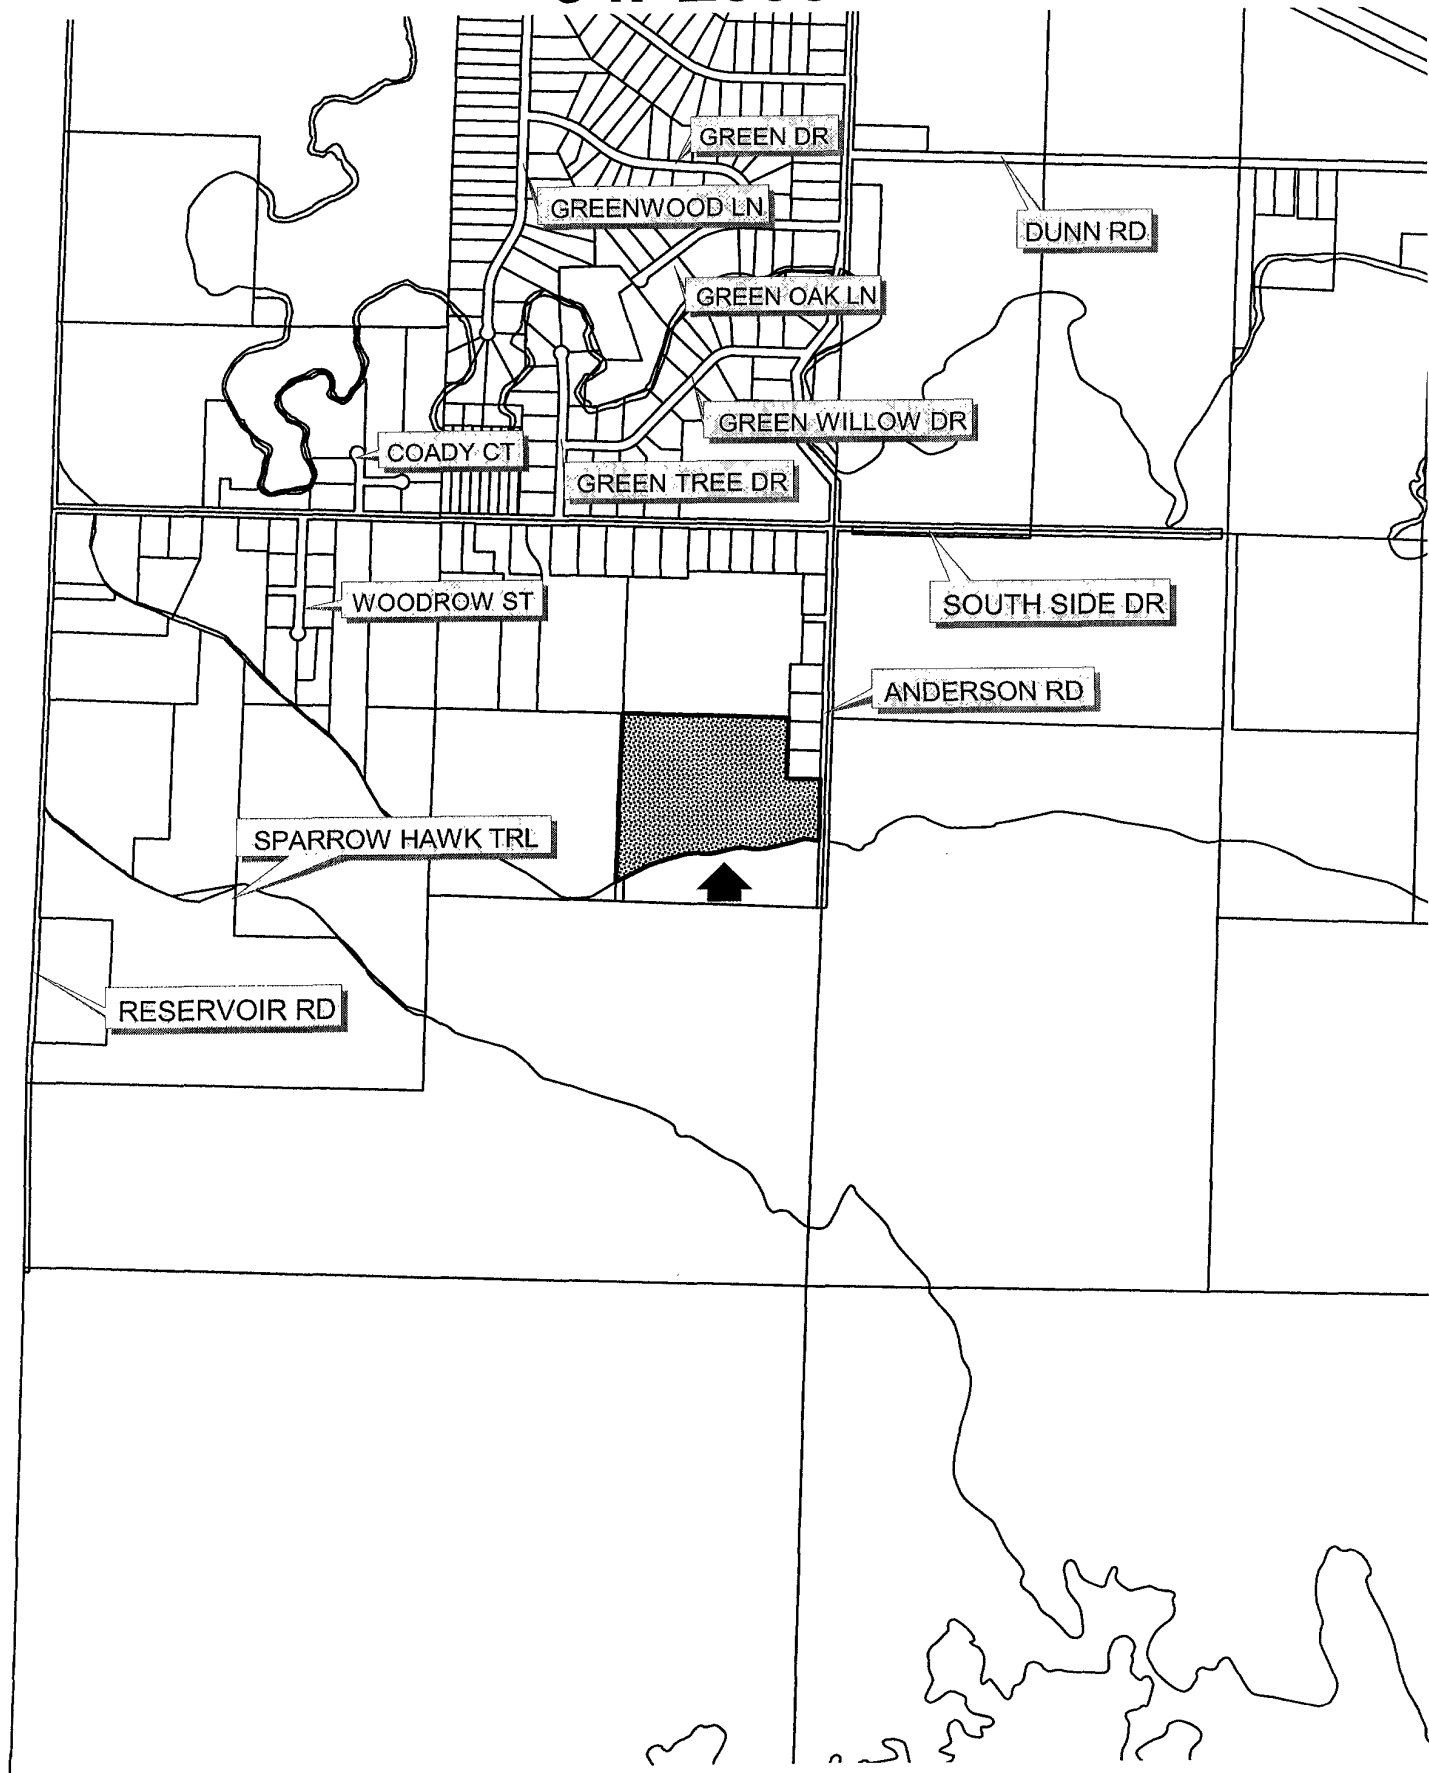 GREEN DR
GREENWOOD LN
DUNN RD
GREEN OAK LN
GREEN WILLOW DR
COADY CT
GREEN TREE DR
WOODROW ST
SOUTH SIDE DR
ANDERSON RD
SPARROW HAWK TRL
RESERVOIR RD